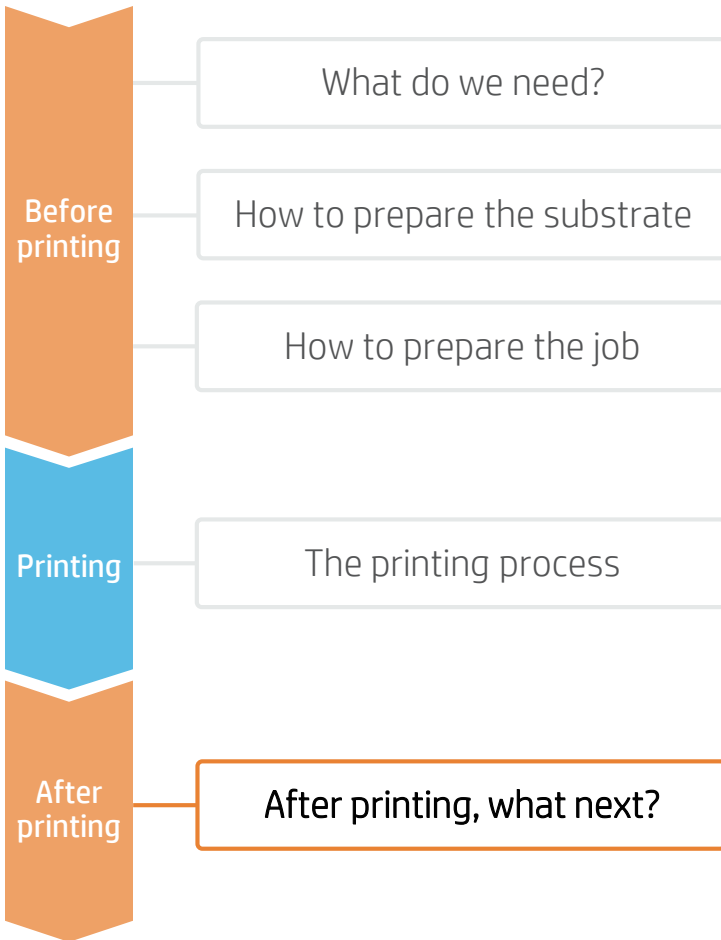 What do we need?
Before
printing
How to prepare the substrate
How to prepare the job
Printing
The printing process
After
printing
After printing, what next?